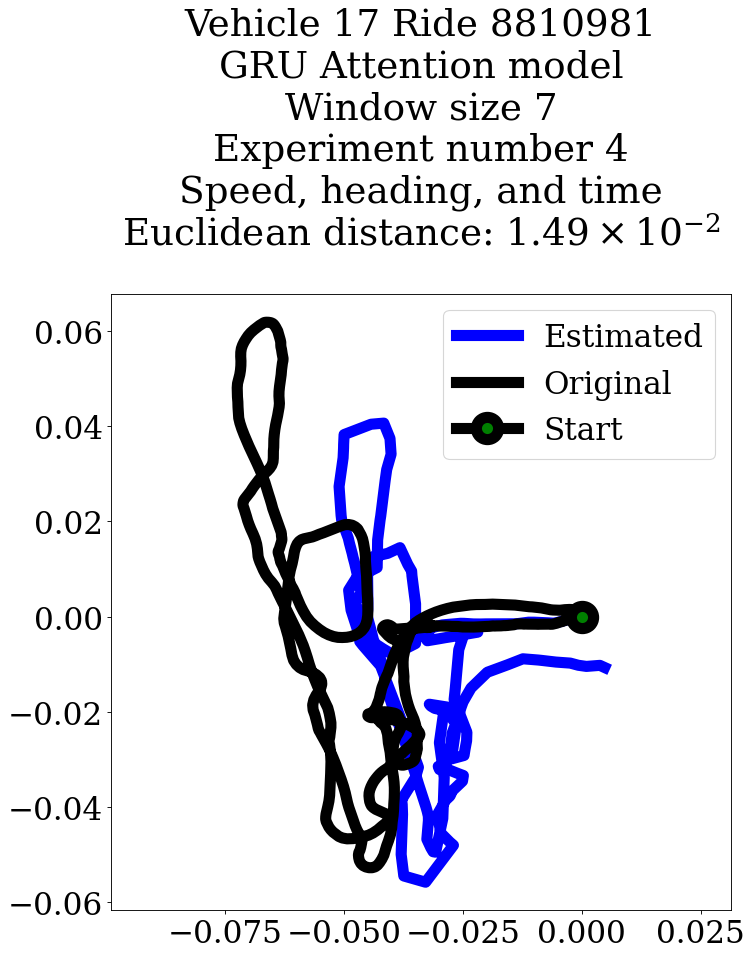 Vehicle 17 Ride 8810981
GRU Attention model
Window size 7
Experiment number 4
Speed, heading, and time
Euclidean distance: 1.49 × 10⁻²
Estimated
Original
Start
0.06
0.04
0.02
0.00
−0.02
−0.04
−0.06
−0.075 −0.050 −0.025 0.000 0.025